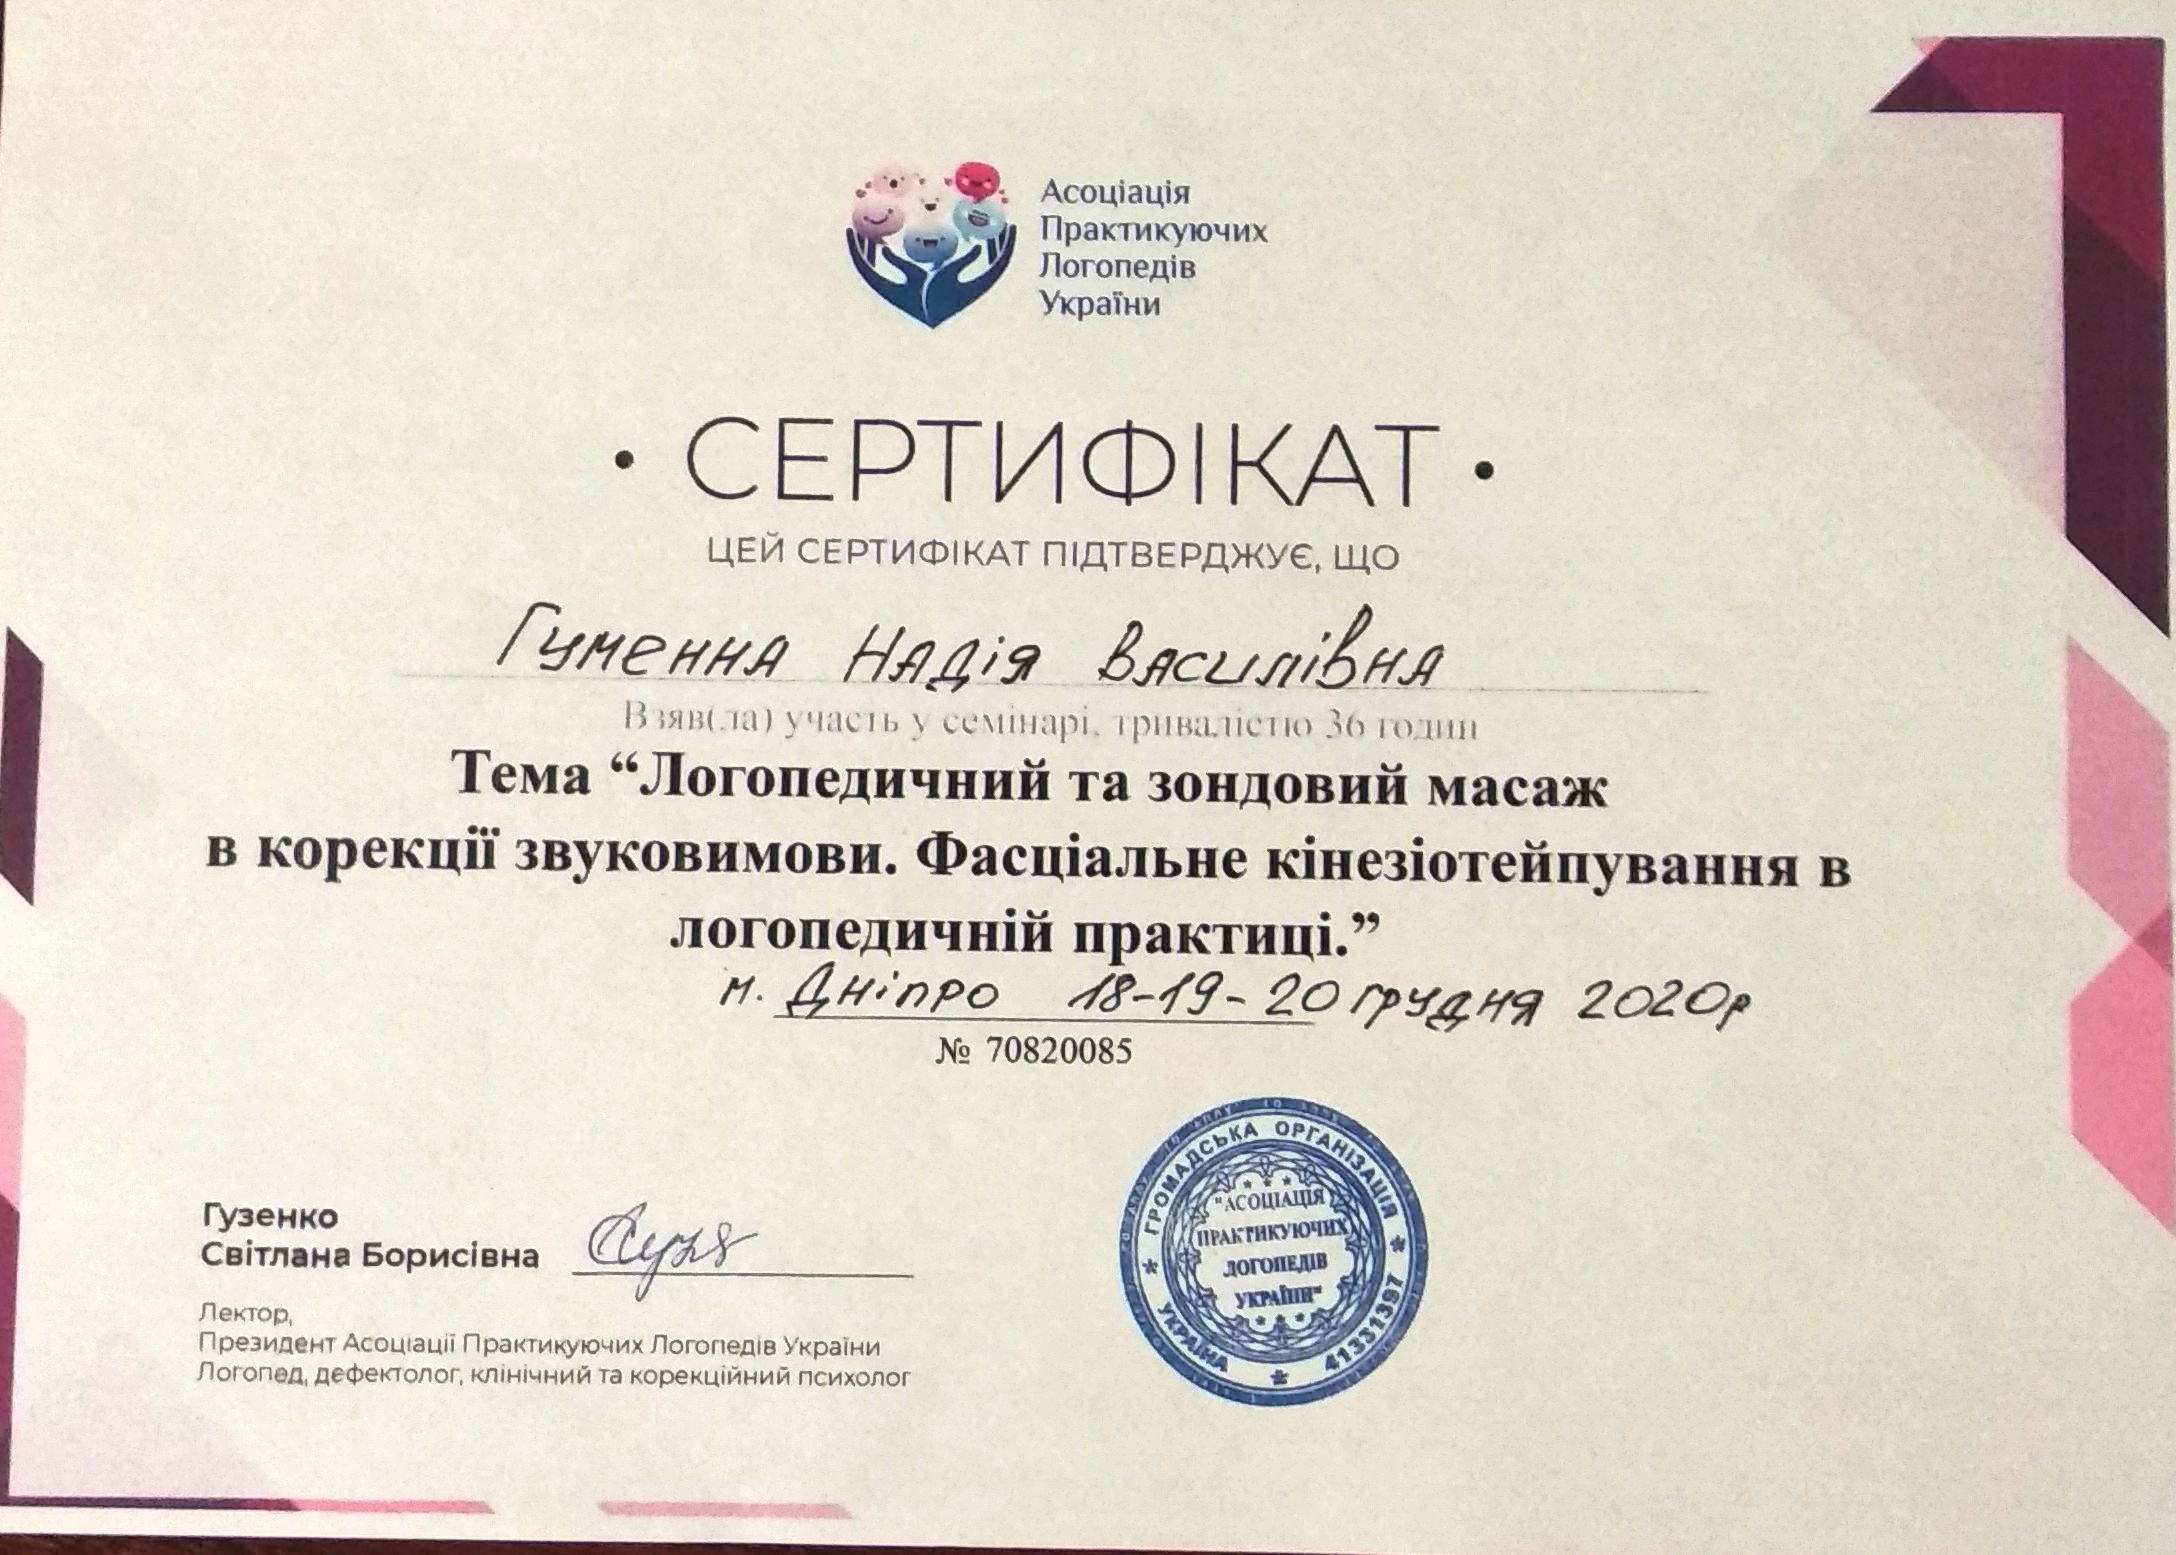 Асоціація
Практикуючих
Логопедів
України
• СЕРТИФІКАТ •
ЦЕЙ СЕРТИФІКАТ ПІДТВЕРДЖУЄ, ЩО
Гуменна Надія Василівна
Взяв(ла) участь у семінарі, тривалістю 36 годин
Тема “Логопедичний та зондовий масаж
в корекції звуковимови. Фасціальне кінезіотейпування в
логопедичній практиці.”
м. Дніпро 18-19-20 грудня 2020р
№ 70820085
Гузенко
Світлана Борисівна
Лектор,
Президент Асоціації Практикуючих Логопедів України
Логопед, дефектолог, клінічний та корекційний психолог
ГРОМАДСЬКА ОРГАНІЗАЦІЯ
"АСОЦІАЦІЯ
ПРАКТИКУЮЧИХ
ЛОГОПЕДІВ
УКРАЇНИ"
УКРАЇНА
41331397